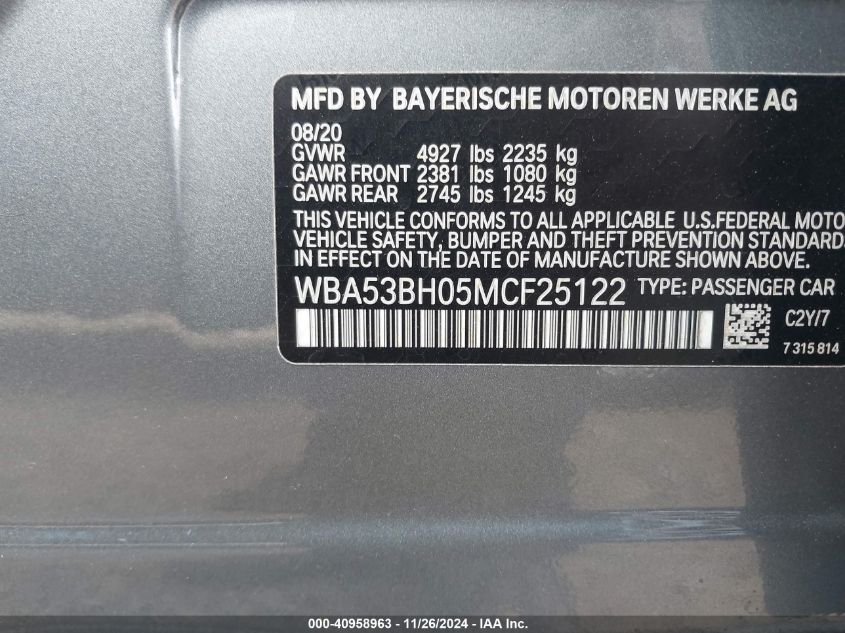 MFD BY BAYERISCHE MOTOREN WERKE AG
08/20
GVWR 4927 lbs 2235 kg
GAWR FRONT 2381 lbs 1080 kg
GAWR REAR 2745 lbs 1245 kg
THIS VEHICLE CONFORMS TO ALL APPLICABLE U.S.FEDERAL MOTO
VEHICLE SAFETY, BUMPER AND THEFT PREVENTION STANDARD
IN EFFECT ON THE DATE OF MANUFACTURE SHOWN ABOVE.
WBA53BH05MCF25122 TYPE: PASSENGER CAR
C2Y/7
7 315 814
000-40958963 - 11/26/2024 - IAA Inc.